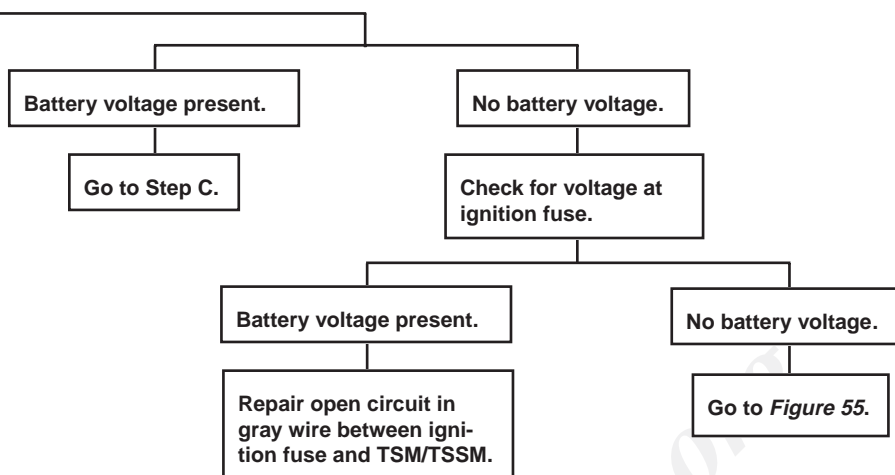 Battery voltage present.
No battery voltage.
Go to Step C.
Check for voltage at
ignition fuse.
Battery voltage present.
No battery voltage.
Repair open circuit in
gray wire between igni-
tion fuse and TSM/TSSM.
Go to Figure 55.